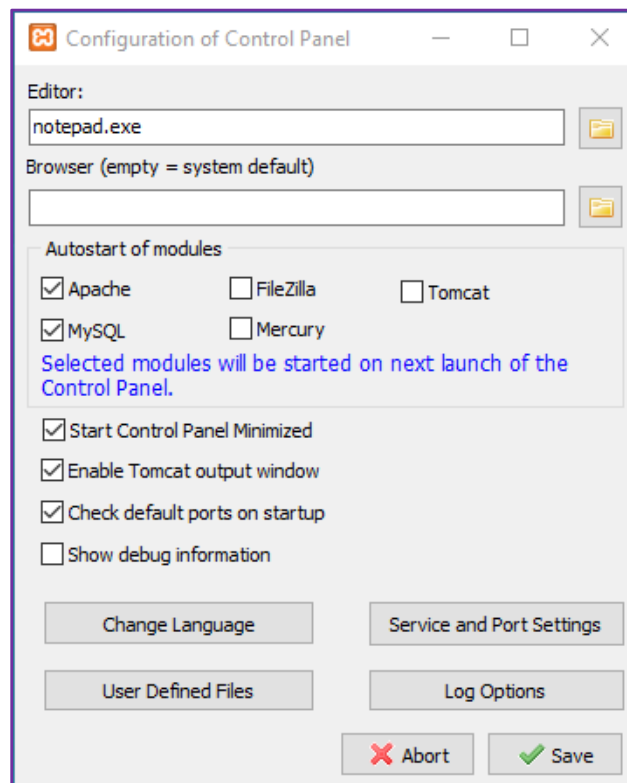 Configuration of Control Panel
Editor:
notepad.exe
Browser (empty = system default)
Autostart of modules
Apache FileZilla Tomcat
MySQL Mercury
Selected modules will be started on next launch of the
Control Panel.
Start Control Panel Minimized
Enable Tomcat output window
Check default ports on startup
Show debug information
Change Language Service and Port Settings
User Defined Files Log Options
Abort Save